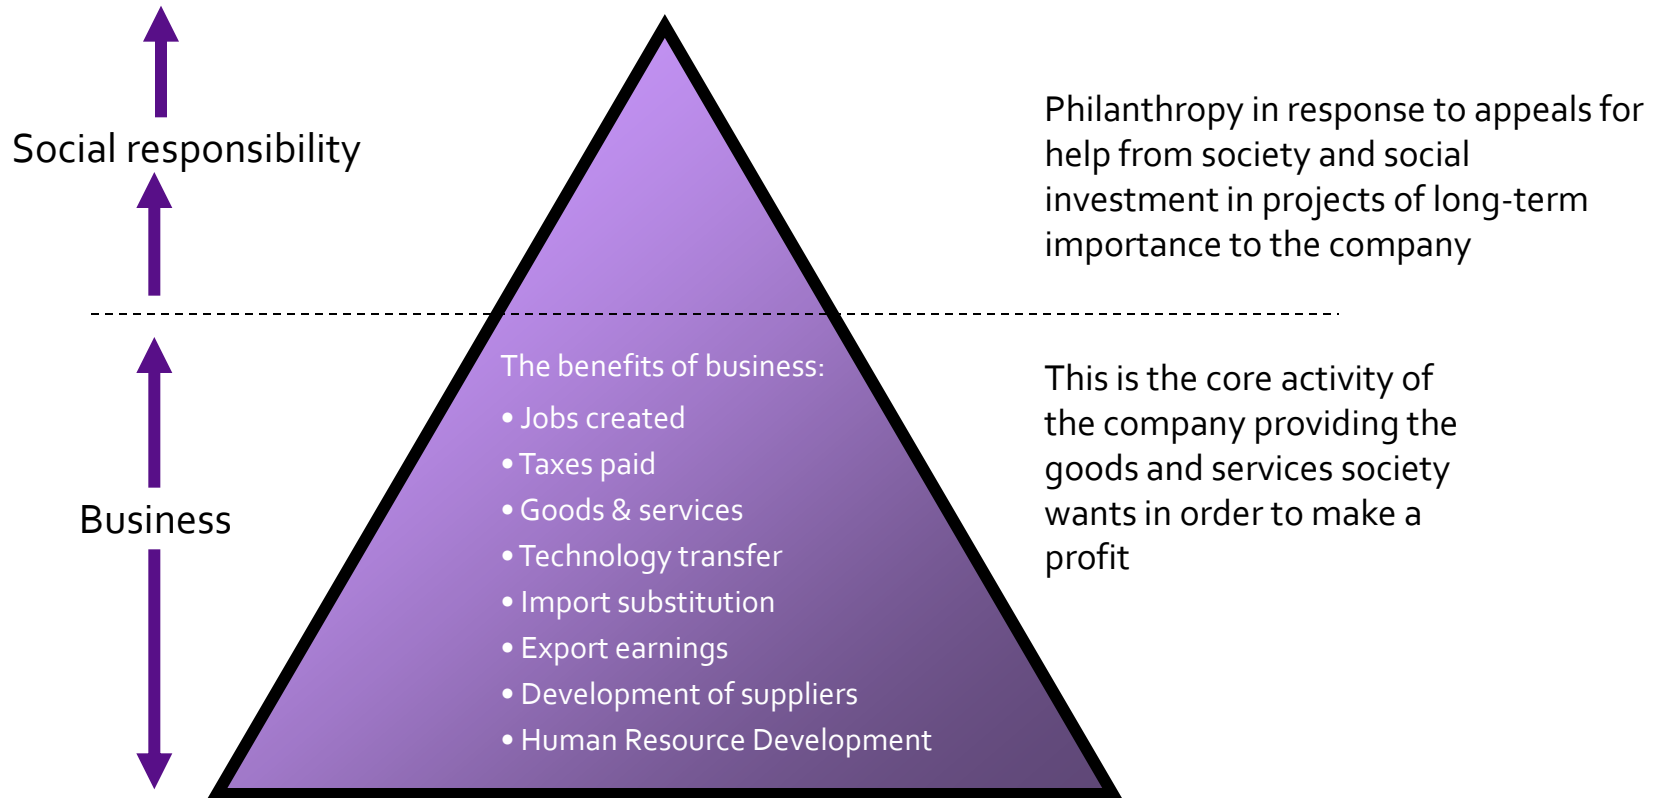 Social responsibility
Philanthropy in response to appeals for
help from society and social
investment in projects of long-term
importance to the company
Business
The benefits of business:
• Jobs created
• Taxes paid
• Goods & services
• Technology transfer
• Import substitution
• Export earnings
• Development of suppliers
• Human Resource Development
This is the core activity of
the company providing the
goods and services society
wants in order to make a
profit